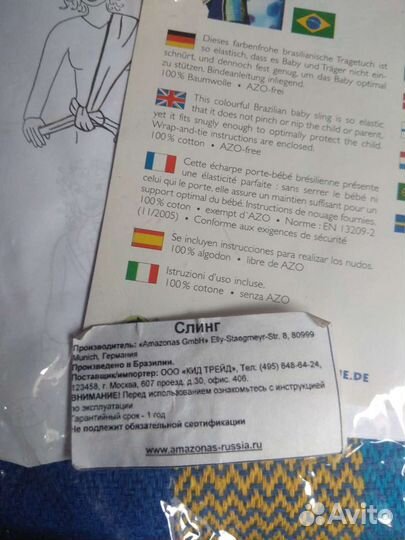 Dieses farbenfrohe brasilianische Tragetuch ist
so elastisch, dass es Baby und Träger nicht ein-
schnürt, und dennoch fest genug, um das Baby optimal
zu stützen. Bindeanleitung inliegend.
100% Baumwolle • AZO-frei
This colourful Brazilian baby sling is so elastic
that it does not pinch or nip the child or parent,
yet it fits snugly enough to optimally protect the child.
Wrap-and-tie instructions are enclosed.
100% cotton • AZO-free
Cette écharpe porte-bébé brésilienne présente
une élasticité parfaite : sans serrer le bébé ni
celui qui le porte, elle assure un maintien suffisant pour un
support optimal du bébé. Instructions de nouage fournies.
100% coton • exempt d'AZO • Norme : EN 13209-2
(11/2005) • Conforme aux exigences de sécurité
Se incluyen instrucciones para realizar los nudos.
100% algodon • libre de AZO
Istruzioni d'uso incluse.
100% cotone • senza AZO
E.DE
Слинг
Производитель: «Amazonas GmbH» Elly-Staegmeyr-Str. 8, 80999
Munich, Германия
Произведено в Бразилии.
Поставщик/импортер: ООО «КИД ТРЕЙД», Тел: (495) 648-64-24,
123458, г. Москва, 607 проезд, д.30, офис. 406.
ВНИМАНИЕ! Перед использованием ознакомьтесь с инструкцией
по эксплуатации
Гарантийный срок - 1 год
Не подлежит обязательной сертификации
www.amazonas-russia.ru
Avito